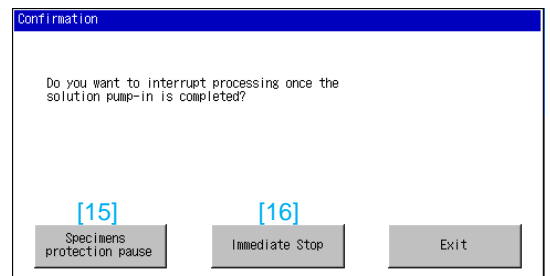 Confirmation
Do you want to interrupt processing once the
solution pump-in is completed?
[15] [16]
Specimens
protection pause
Immediate Stop
Exit